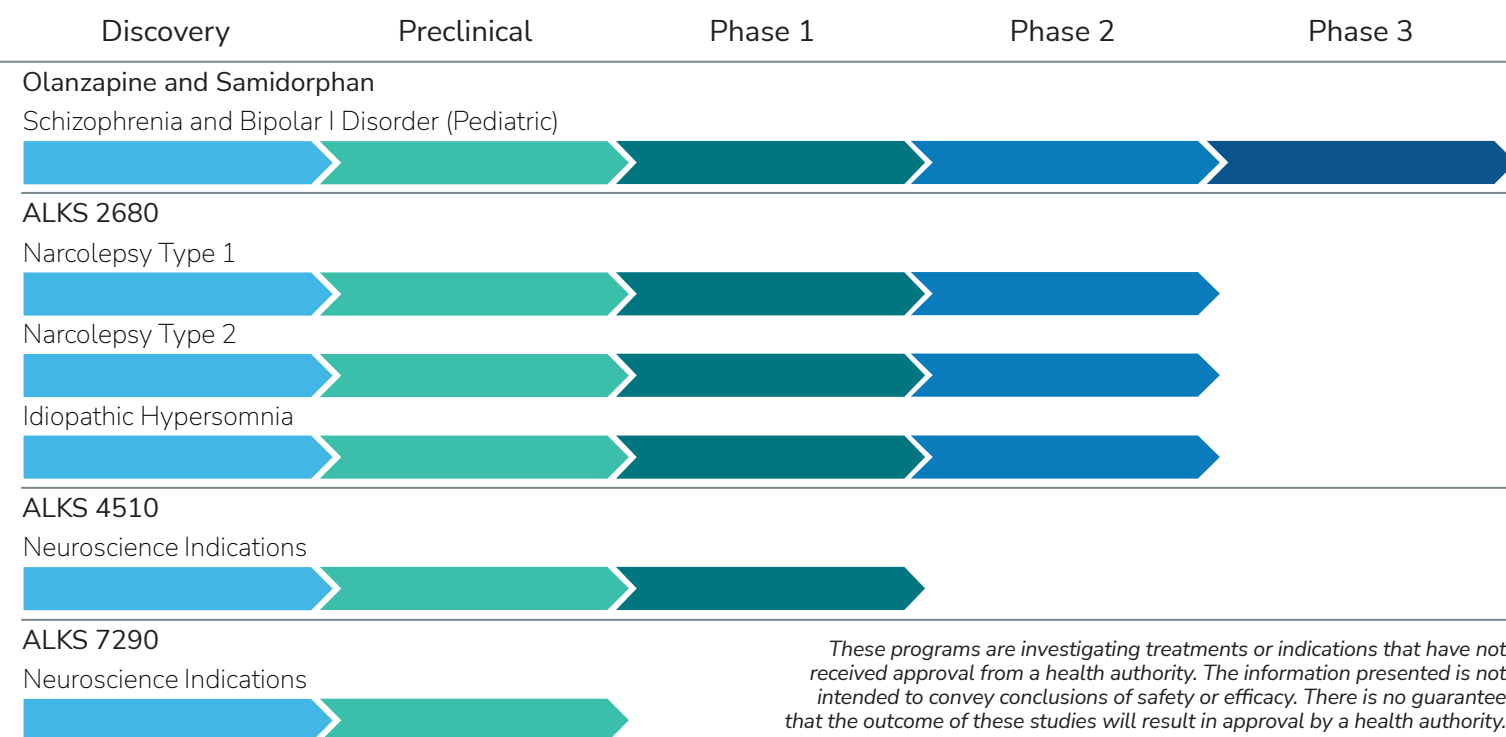 Discovery Preclinical Phase 1 Phase 2 Phase 3
Olanzapine and Samidorphan
Schizophrenia and Bipolar I Disorder (Pediatric)
ALKS 2680
Narcolepsy Type 1
Narcolepsy Type 2
Idiopathic Hypersomnia
ALKS 4510
Neuroscience Indications
ALKS 7290
Neuroscience Indications
These programs are investigating treatments or indications that have not
received approval from a health authority. The information presented is not
intended to convey conclusions of safety or efficacy. There is no guarantee
that the outcome of these studies will result in approval by a health authority.